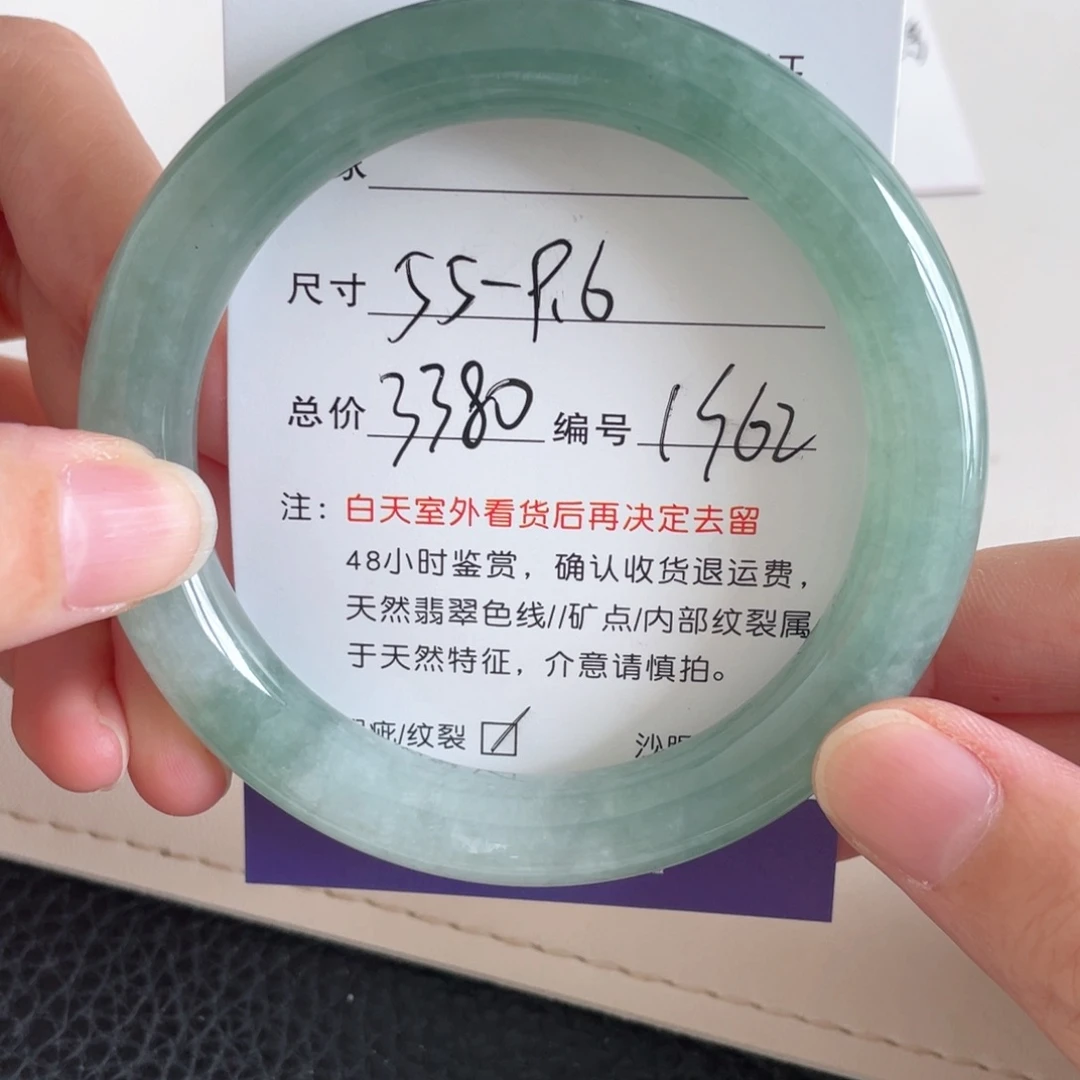 尺寸 55-P.6
总价 3380 编号 1562
注：白天室外看货后再决定去留
48小时鉴赏，确认收货退运费，
天然翡翠色线//矿点/内部纹裂属
于天然特征，介意请慎拍。
疵/纹裂